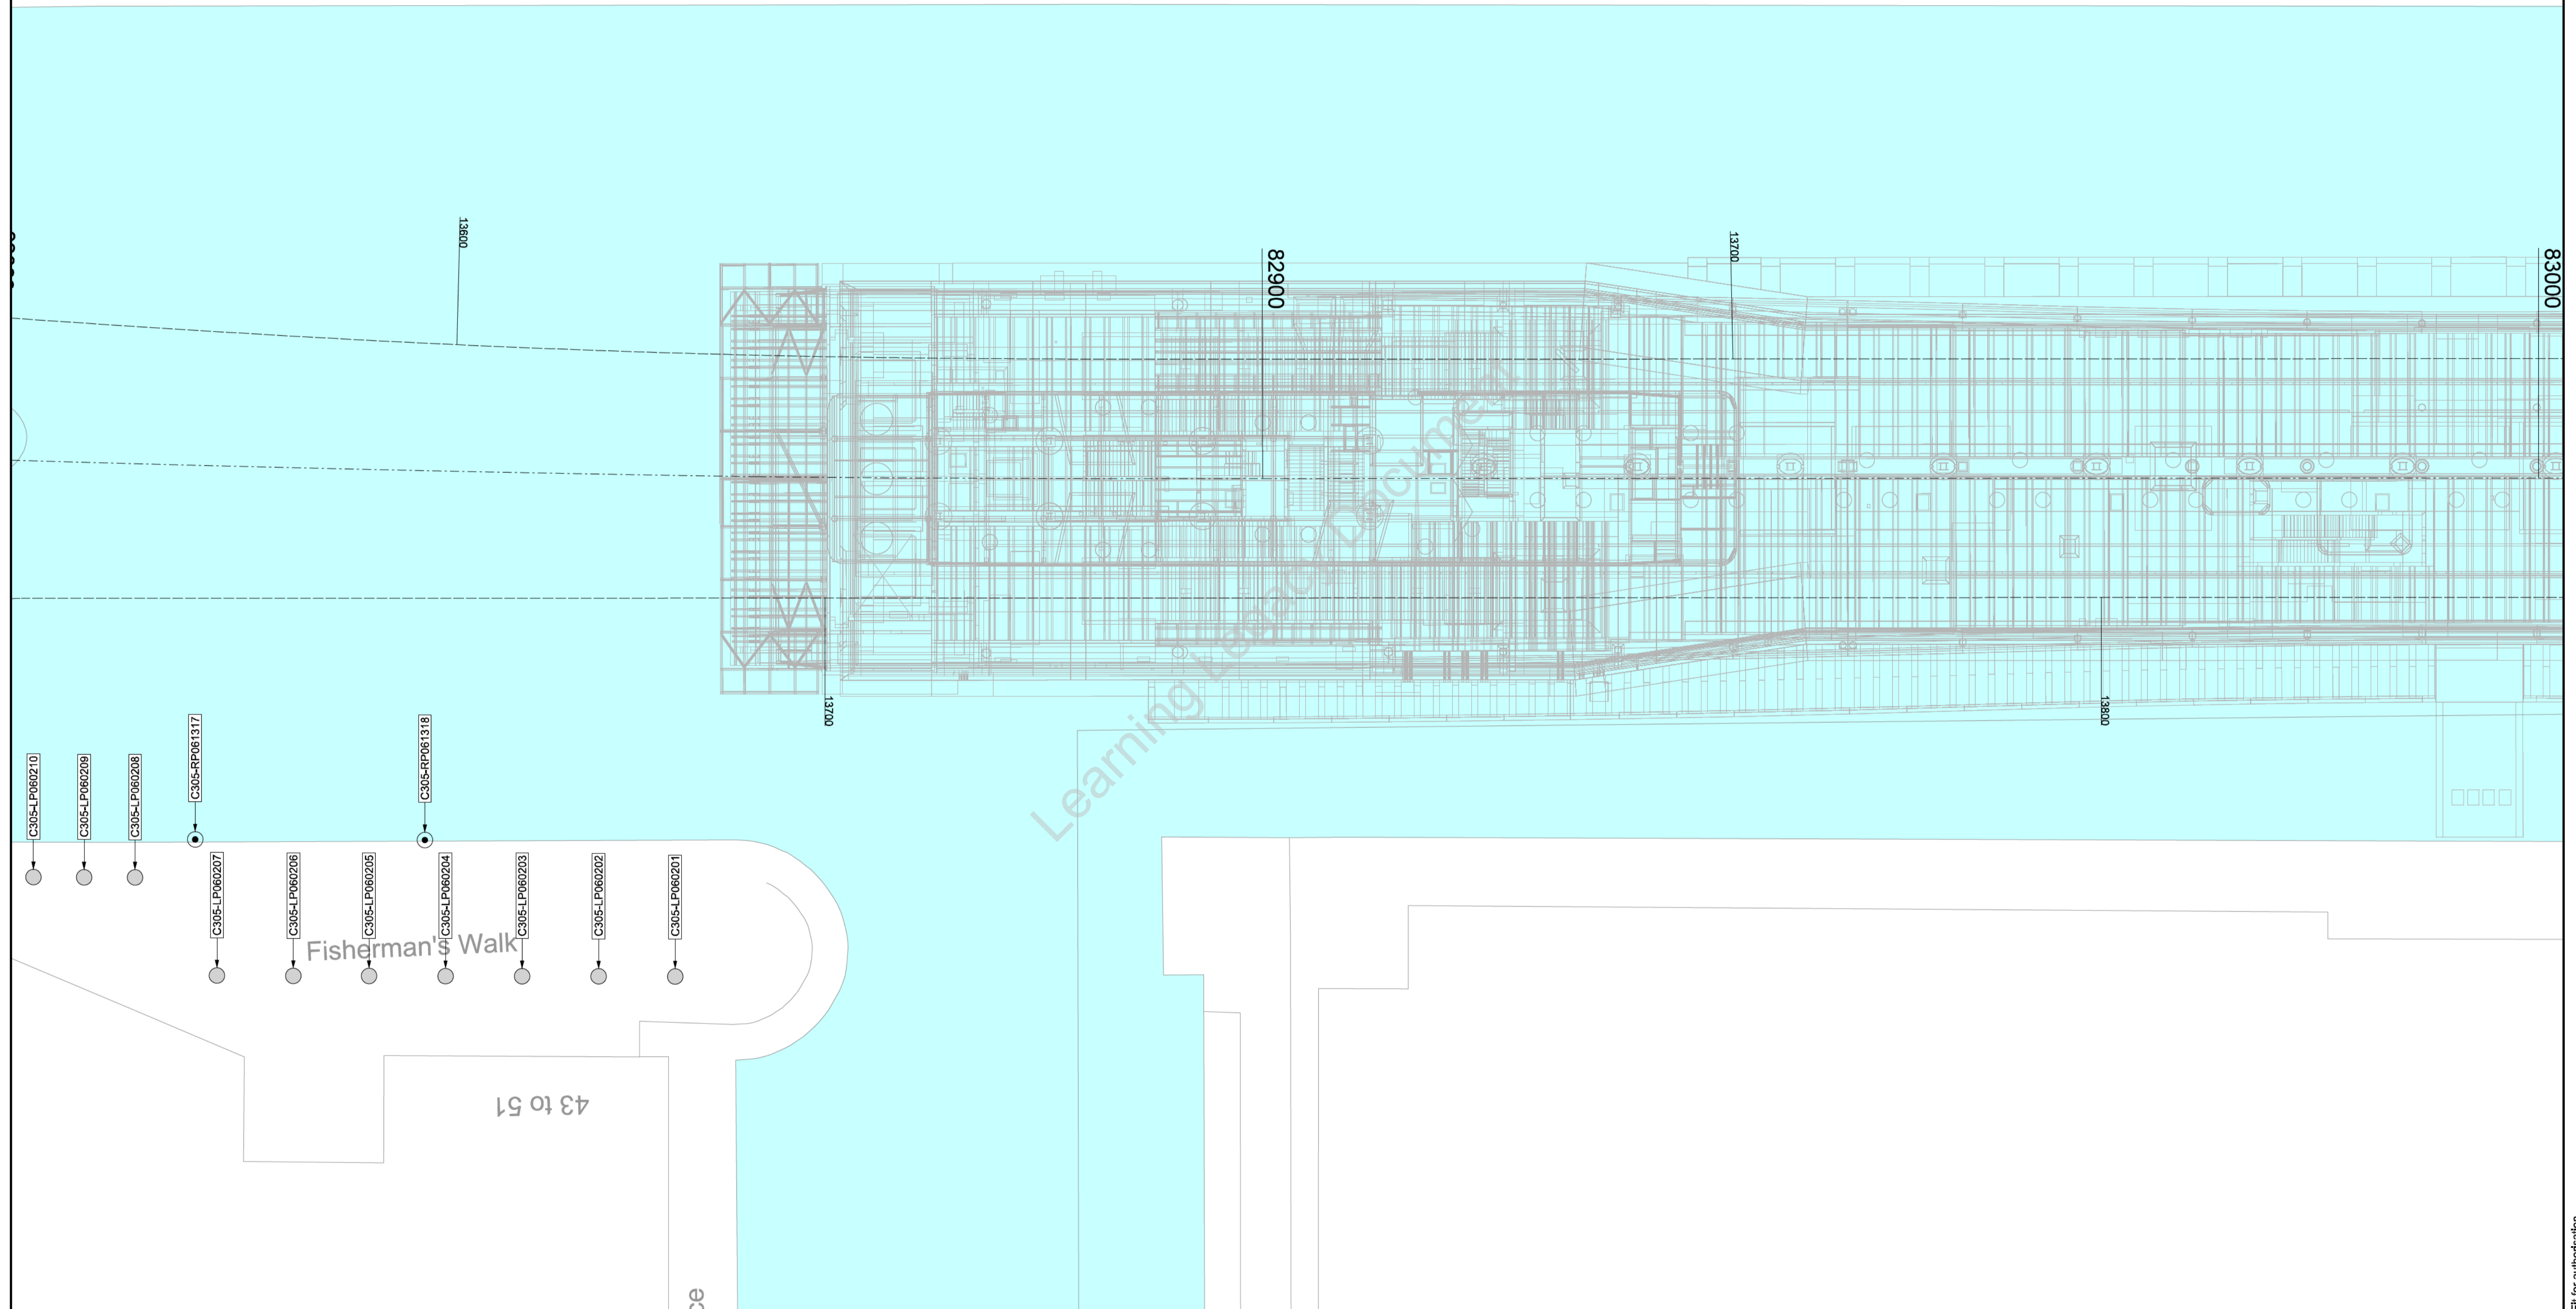 13600
82900
13700
83000
Learning Legacy Document
13700
13800
C305-LP060210
C305-LP060209
C305-LP060208
C305-RP061317
C305-RP061318
C305-LP060207
C305-LP060206
C305-LP060205
C305-LP060204
C305-LP060203
C305-LP060202
C305-LP060201
Fisherman's Walk
43 to 51